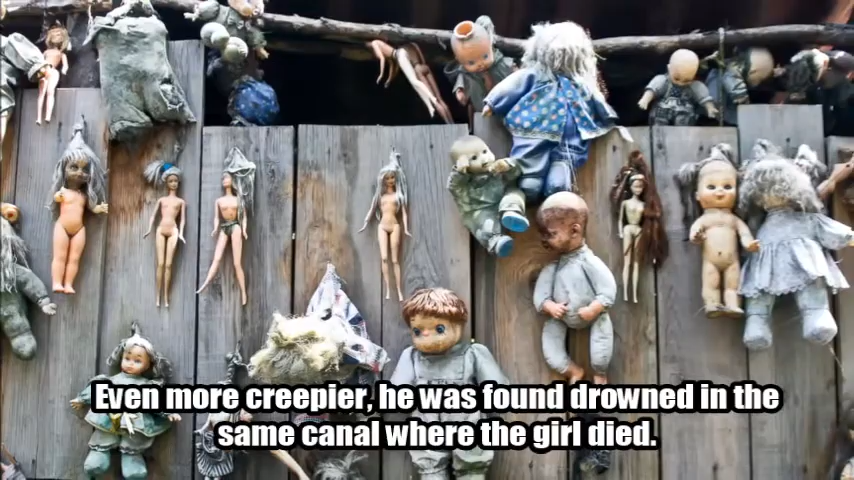 Even more creepier, he was found drowned in the
same canal where the girl died.